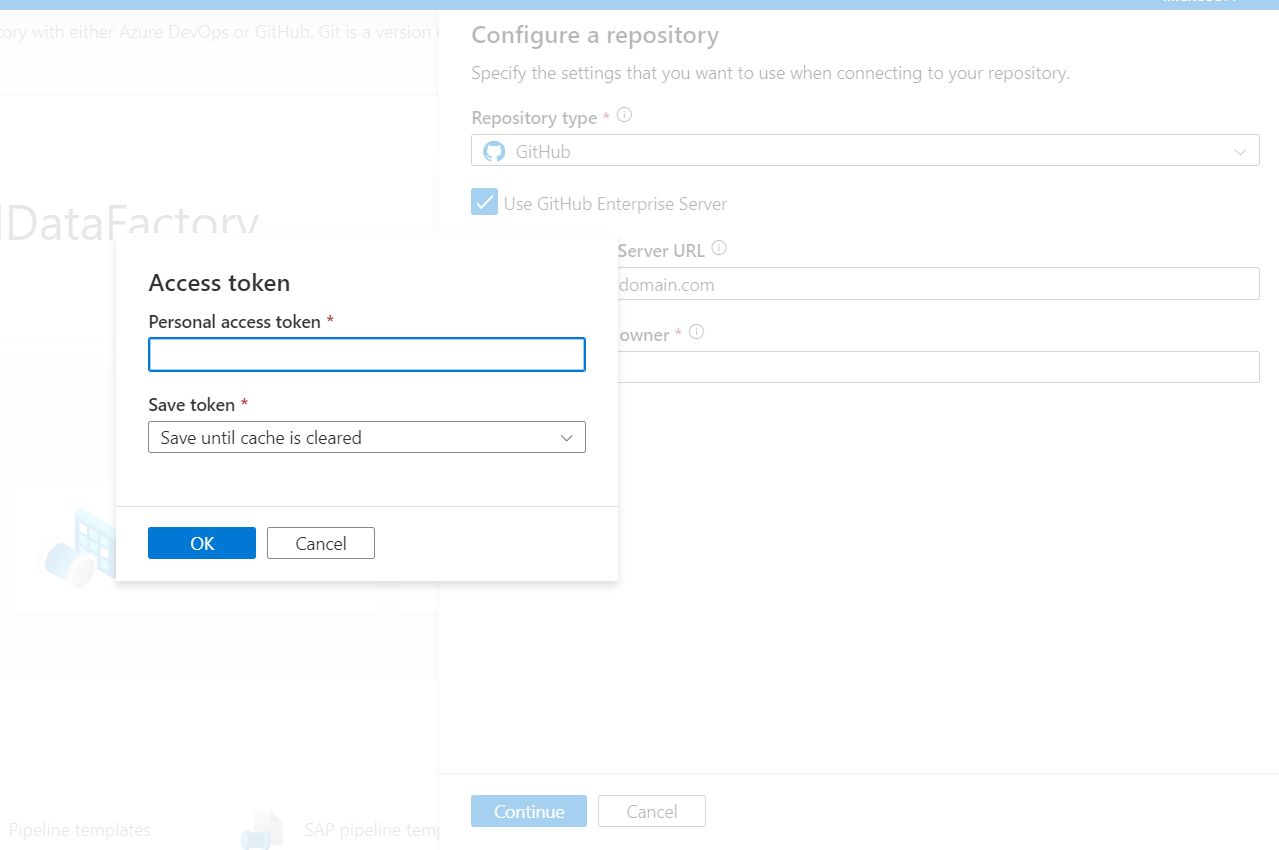 ory with either Azure DevOps or GitHub. Git is a version
Configure a repository
Specify the settings that you want to use when connecting to your repository.
Repository type *
GitHub
Use GitHub Enterprise Server
Server URL
domain.com
owner *
DataFactory
Access token
Personal access token *
Save token *
Save until cache is cleared
OK Cancel
Continue Cancel
Pipeline templates
SAP pipeline temp